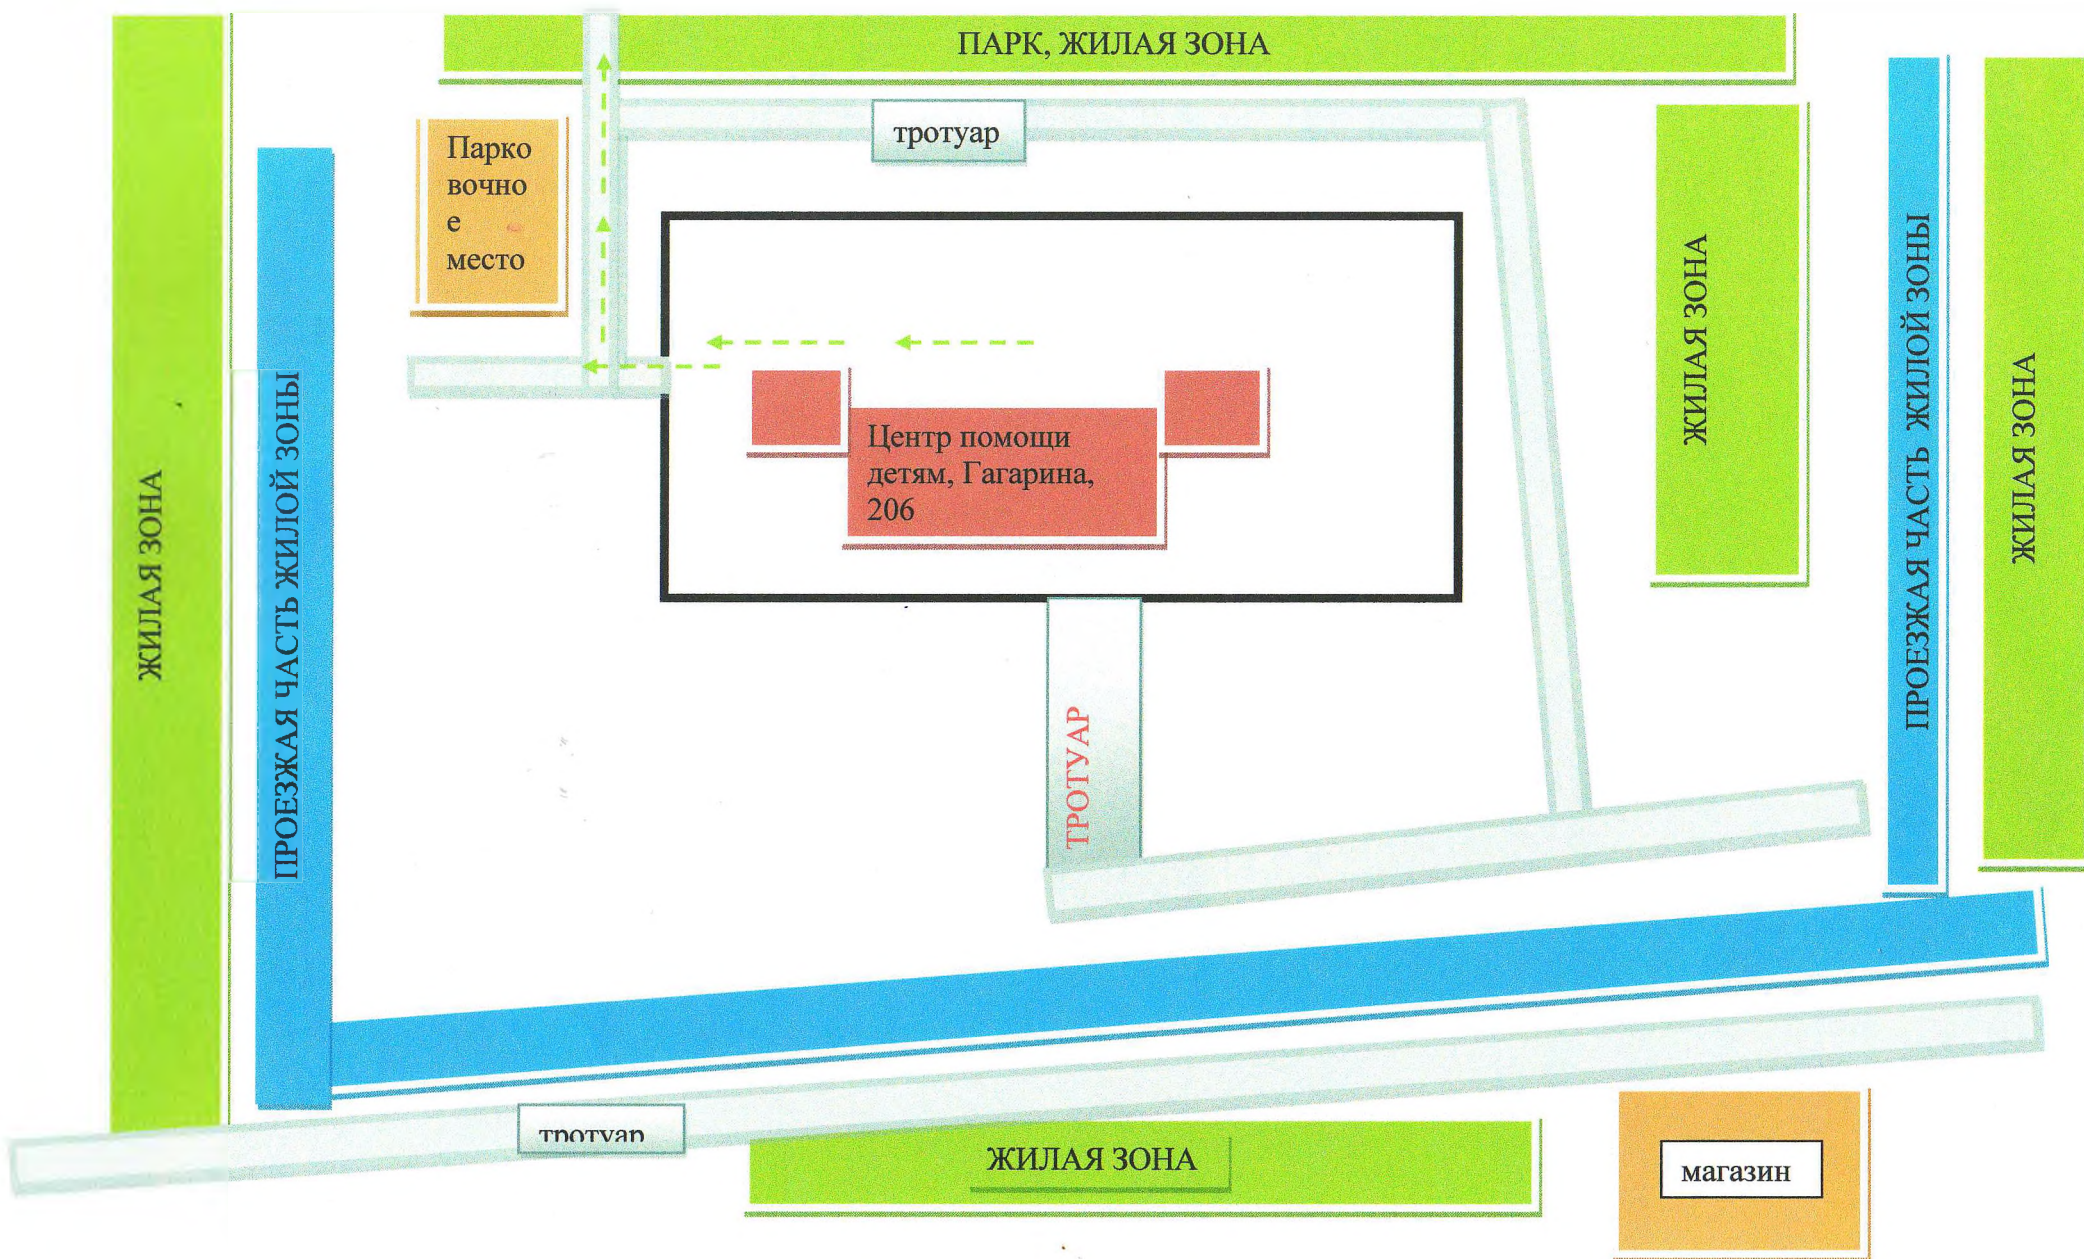 ПАРК, ЖИЛАЯ ЗОНА
тротуар
Парко
вочно
е
место
ЖИЛАЯ ЗОНА
ПРОЕЗЖАЯ ЧАСТЬ ЖИЛОЙ ЗОНЫ
Центр помощи
детям, Гагарина,
206
ЖИЛАЯ ЗОНА
ПРОЕЗЖАЯ ЧАСТЬ ЖИЛОЙ ЗОНЫ
ЖИЛАЯ ЗОНА
ТРОТУАР
тротуар
ЖИЛАЯ ЗОНА
магазин